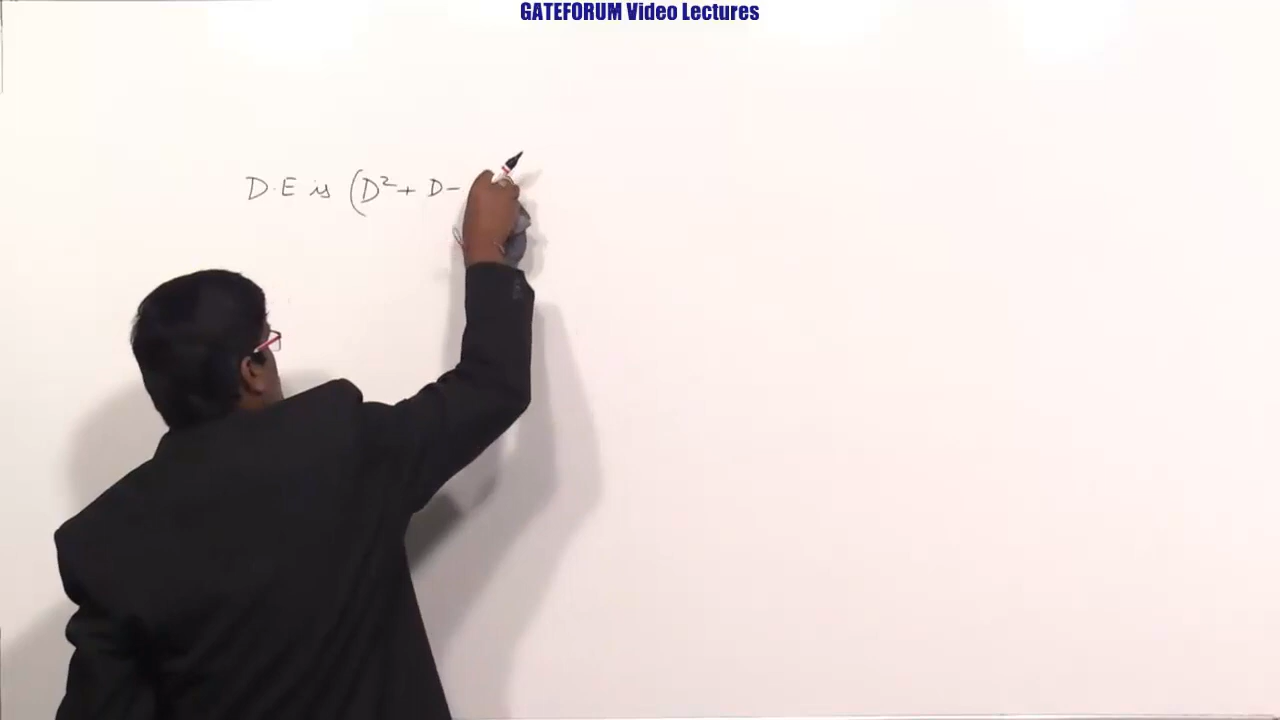 GATEFORUM Video Lectures
D.E is (D² + D -